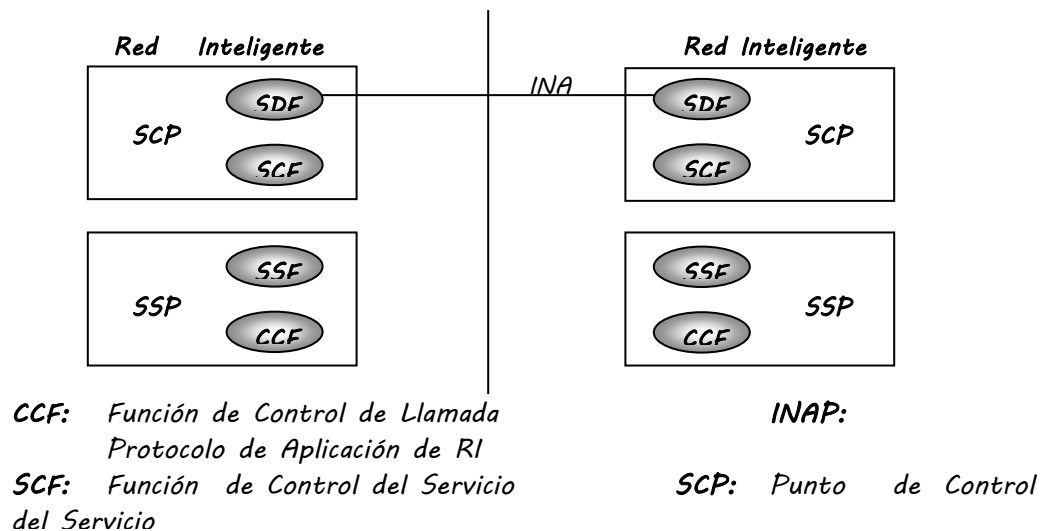 Red Inteligente Red Inteligente
INA
SDF SDF
SCP SCP
SCF SCF
SSF SSF
SSP SSP
CCF CCF
CCF: Función de Control de Llamada INAP:
Protocolo de Aplicación de RI
SCF: Función de Control del Servicio SCP: Punto de Control
del Servicio